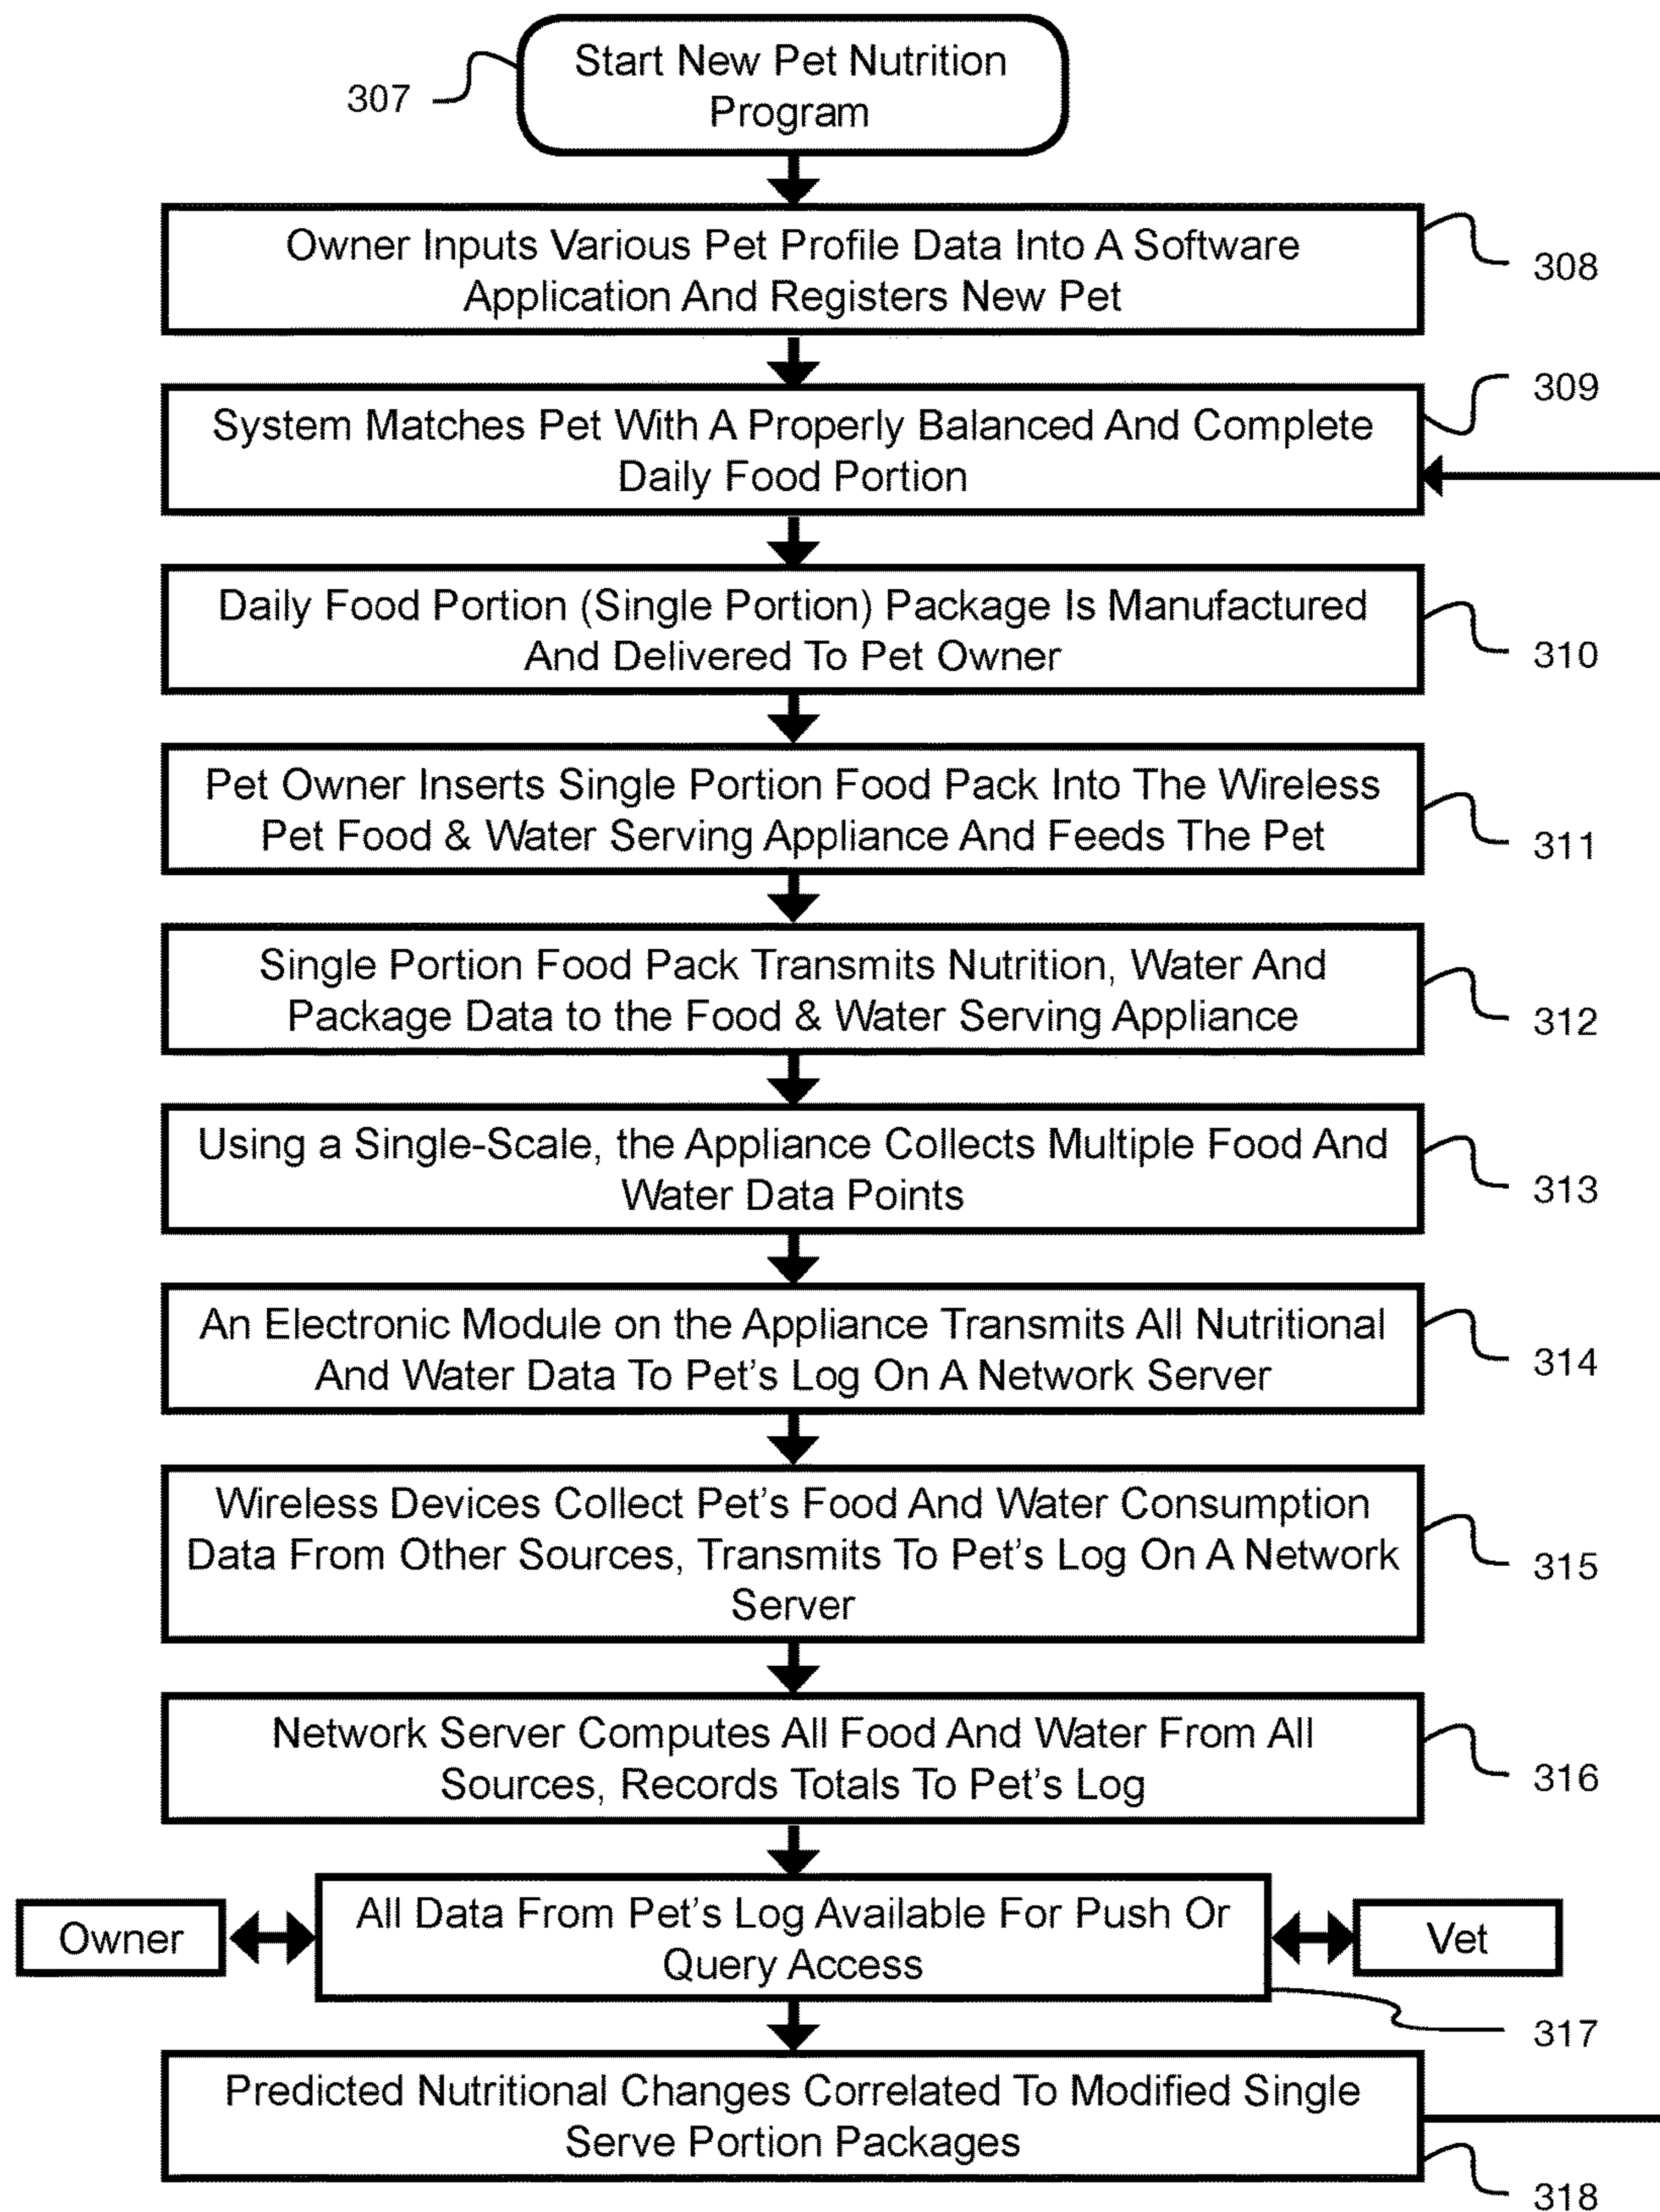 Start New Pet Nutrition
Program
307
Owner Inputs Various Pet Profile Data Into A Software
Application And Registers New Pet
308
System Matches Pet With A Properly Balanced And Complete
Daily Food Portion
309
Daily Food Portion (Single Portion) Package Is Manufactured
And Delivered To Pet Owner
310
Pet Owner Inserts Single Portion Food Pack Into The Wireless
Pet Food & Water Serving Appliance And Feeds The Pet
311
Single Portion Food Pack Transmits Nutrition, Water And
Package Data to the Food & Water Serving Appliance
312
Using a Single-Scale, the Appliance Collects Multiple Food And
Water Data Points
313
An Electronic Module on the Appliance Transmits All Nutritional
And Water Data To Pet's Log On A Network Server
314
Wireless Devices Collect Pet's Food And Water Consumption
Data From Other Sources, Transmits To Pet's Log On A Network
Server
315
Network Server Computes All Food And Water From All
Sources, Records Totals To Pet's Log
316
Owner
All Data From Pet's Log Available For Push Or
Query Access
Vet
317
Predicted Nutritional Changes Correlated To Modified Single
Serve Portion Packages
318